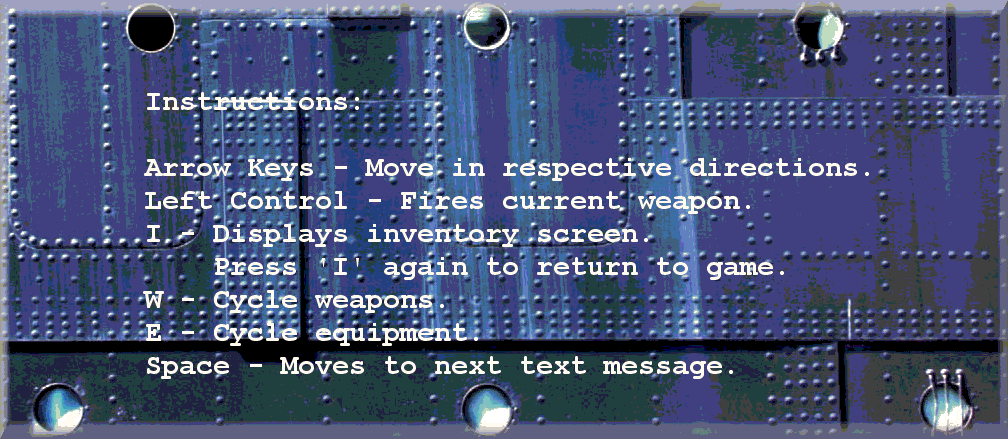 Instructions:
Arrow Keys - Move in respective directions.
Left Control - Fires current weapon.
I - Displays inventory screen.
Press 'I' again to return to game.
W - Cycle weapons.
E - Cycle equipment.
Space - Moves to next text message.